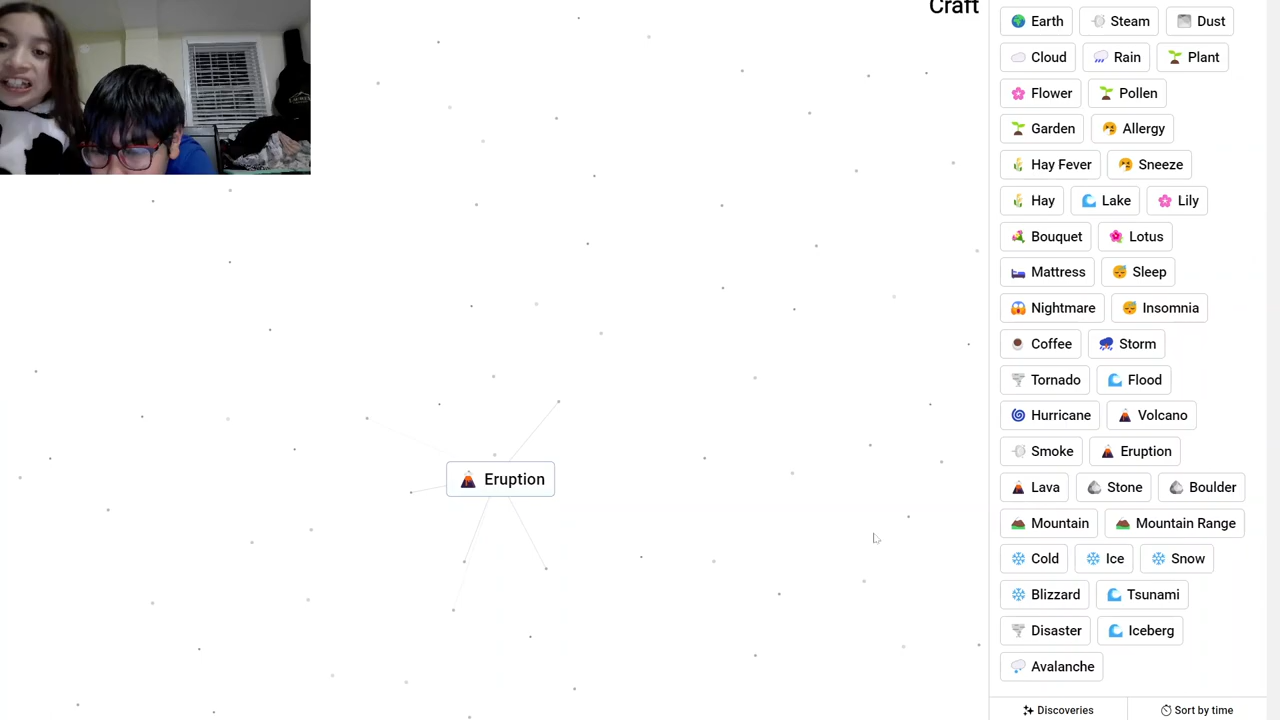 Craft
Earth Steam Dust
Cloud Rain Plant
Flower Pollen
Garden Allergy
Hay Fever Sneeze
Hay Lake Lily
Bouquet Lotus
Mattress Sleep
Nightmare Insomnia
Coffee Storm
Tornado Flood
Hurricane Volcano
Smoke Eruption
Eruption
Lava Stone Boulder
Mountain Mountain Range
Cold Ice Snow
Blizzard Tsunami
Disaster Iceberg
Avalanche
Discoveries Sort by time